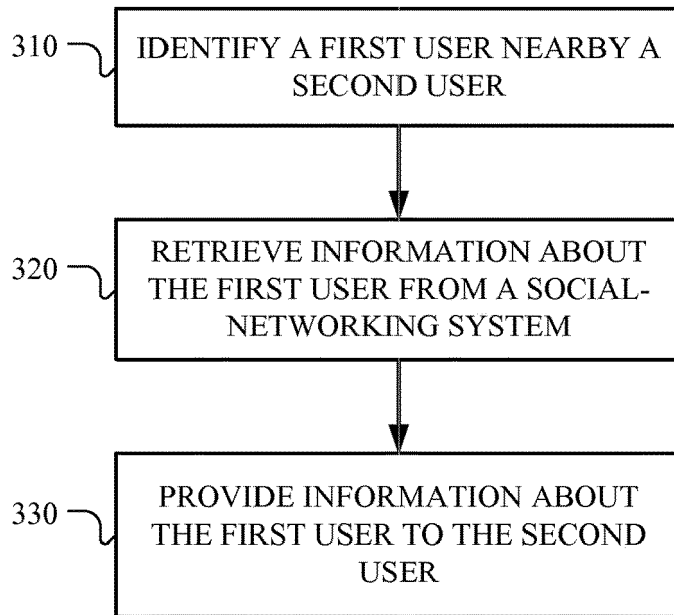 310
IDENTIFY A FIRST USER NEARBY A
SECOND USER
320
RETRIEVE INFORMATION ABOUT
THE FIRST USER FROM A SOCIAL-
NETWORKING SYSTEM
330
PROVIDE INFORMATION ABOUT
THE FIRST USER TO THE SECOND
USER